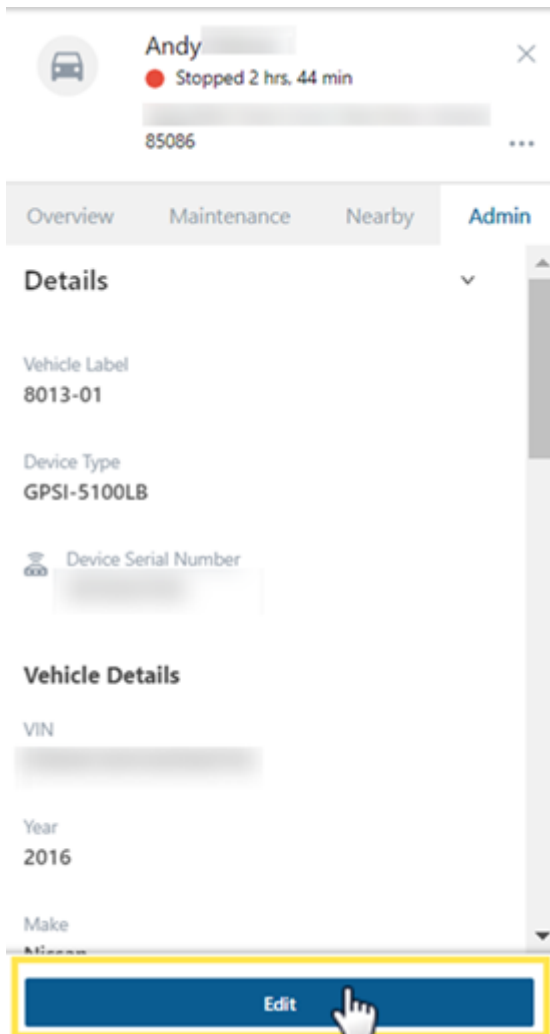 Andy
Stopped 2 hrs. 44 min
85086
Overview Maintenance Nearby Admin
Details
Vehicle Label
8013-01
Device Type
GPSI-5100LB
Device Serial Number
Vehicle Details
VIN
Year
2016
Make
Nissan
Edit